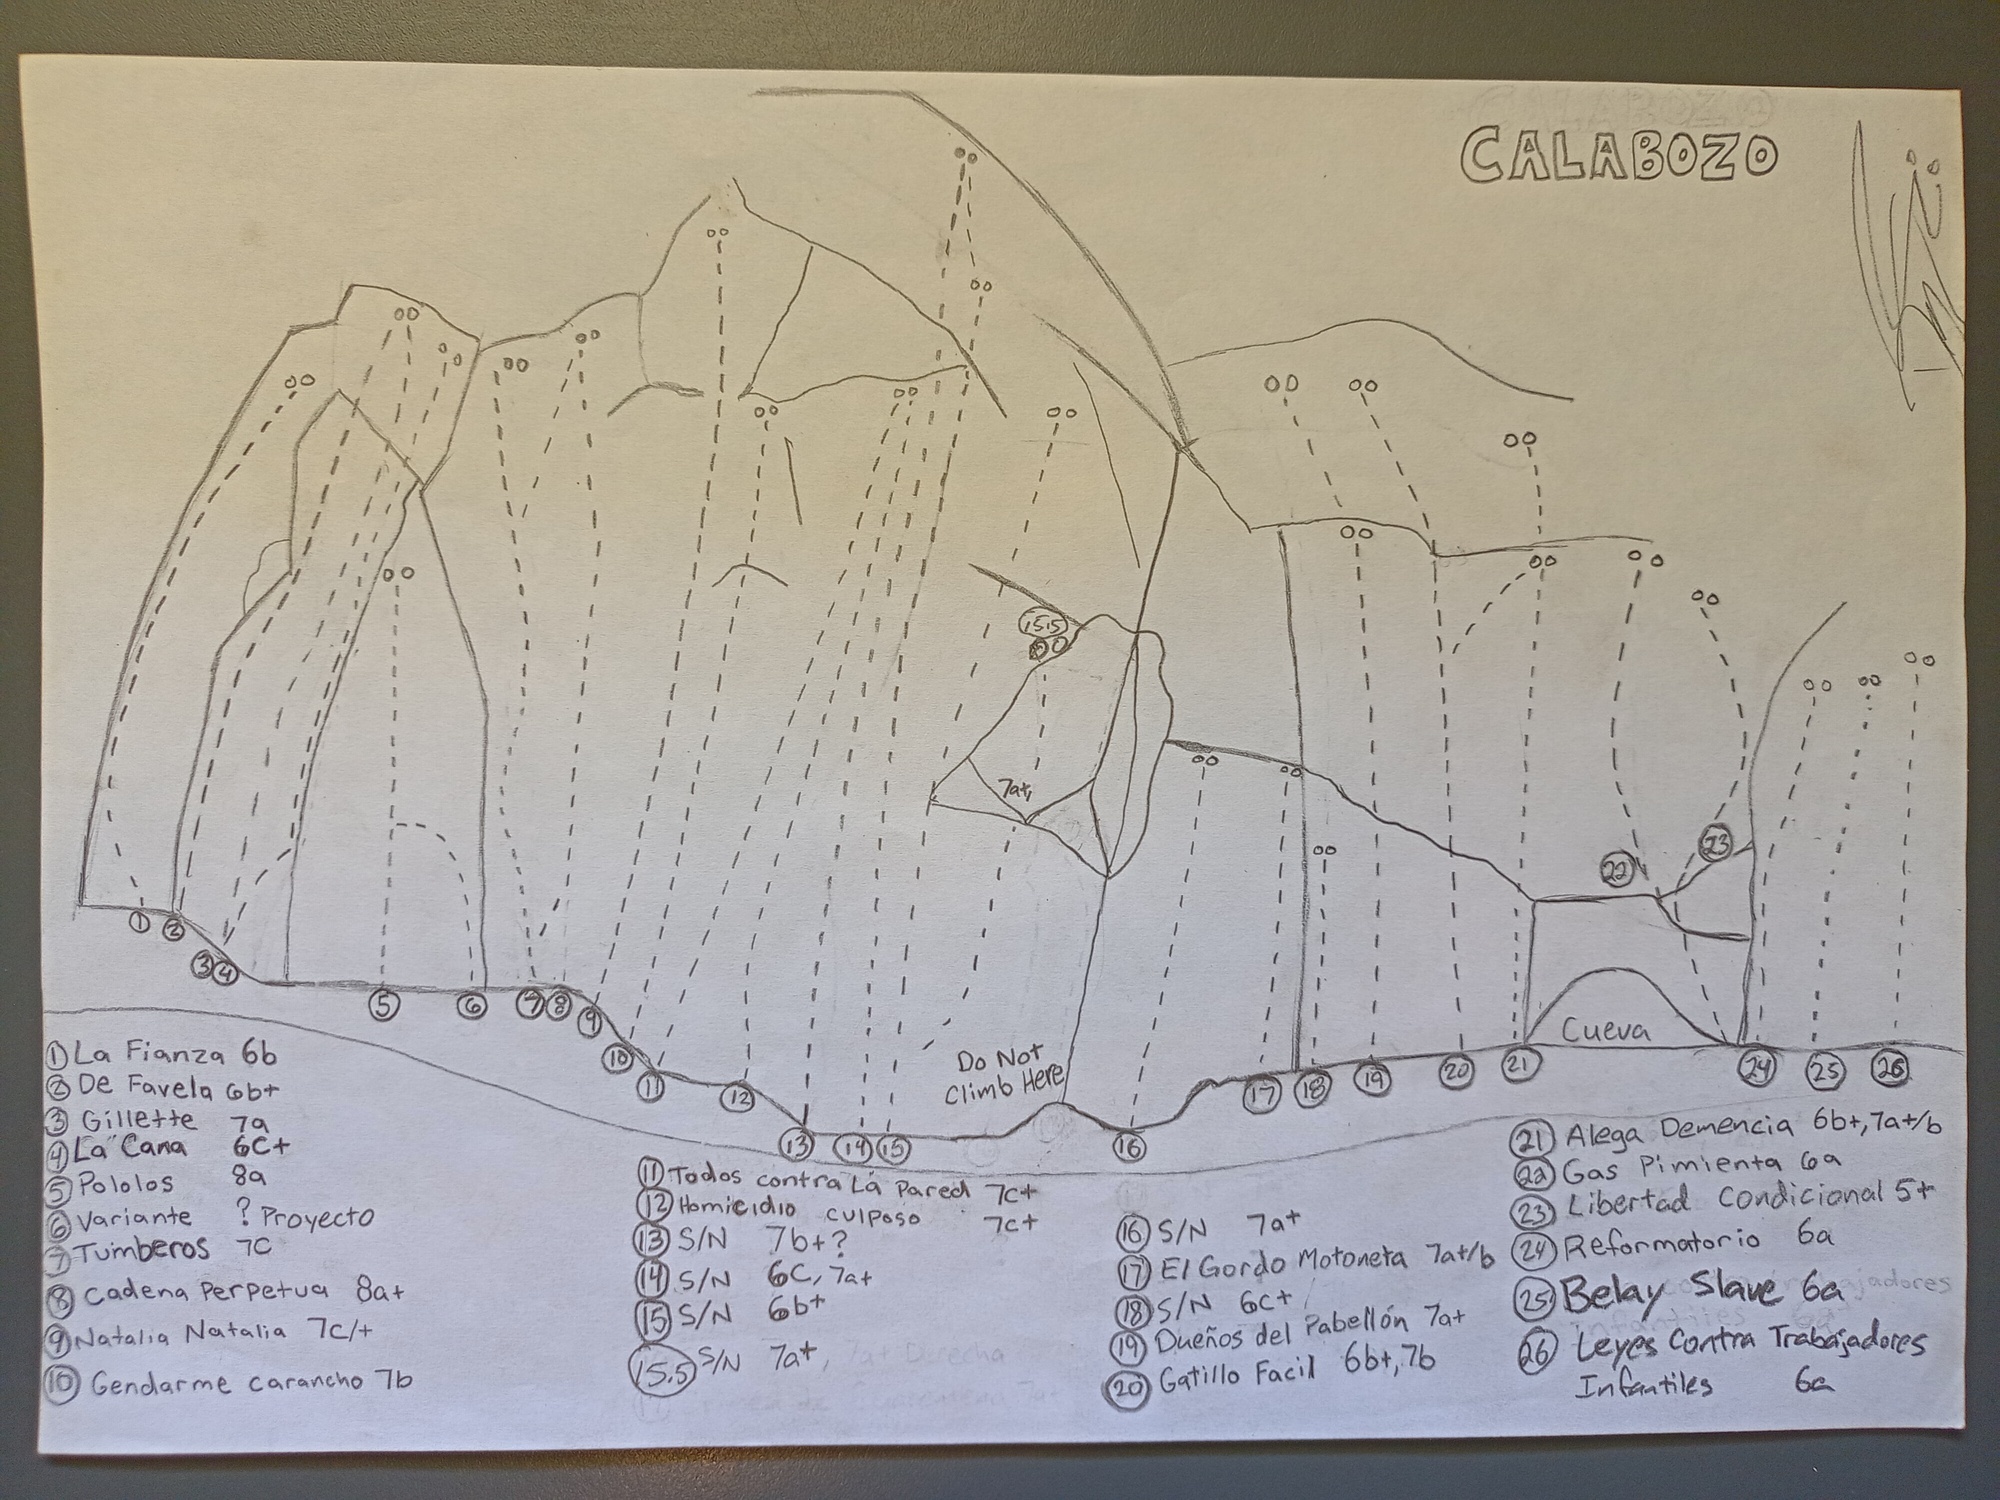 CALABOZO
15.5
7a+
22
23
1
2
3 4
5
6
7 8
9
10
11
12
13
14
15
16
17
18
19
20
21
Cueva
24
25
26
Do Not
Climb Here
1 La Fianza 6b
2 De Favela 6b+
3 Gillette 7a
4 La Cana 6c+
5 Pololos 8a
6 Variante ? Proyecto
7 Tumberos 7c
8 Cadena Perpetua 8a+
9 Natalia Natalia 7c/+
10 Gendarme carancho 7b
11 Todos contra La Pared 7c+
12 Homicidio culposo 7c+
13 S/N 7b+?
14 S/N 6c, 7a+
15 S/N 6b+
15.5 S/N 7a+
16 S/N 7a+
17 El Gordo Motoneta 7a+/b
18 S/N 6c+
19 Dueños del Pabellón 7a+
20 Gatillo Facil 6b+, 7b
21 Alega Demencia 6b+, 7a+/b
22 Gas Pimienta 6a
23 Libertad Condicional 5+
24 Reformatorio 6a
25 Belay Slave 6a
26 Leyes Contra Trabajadores
Infantiles 6a